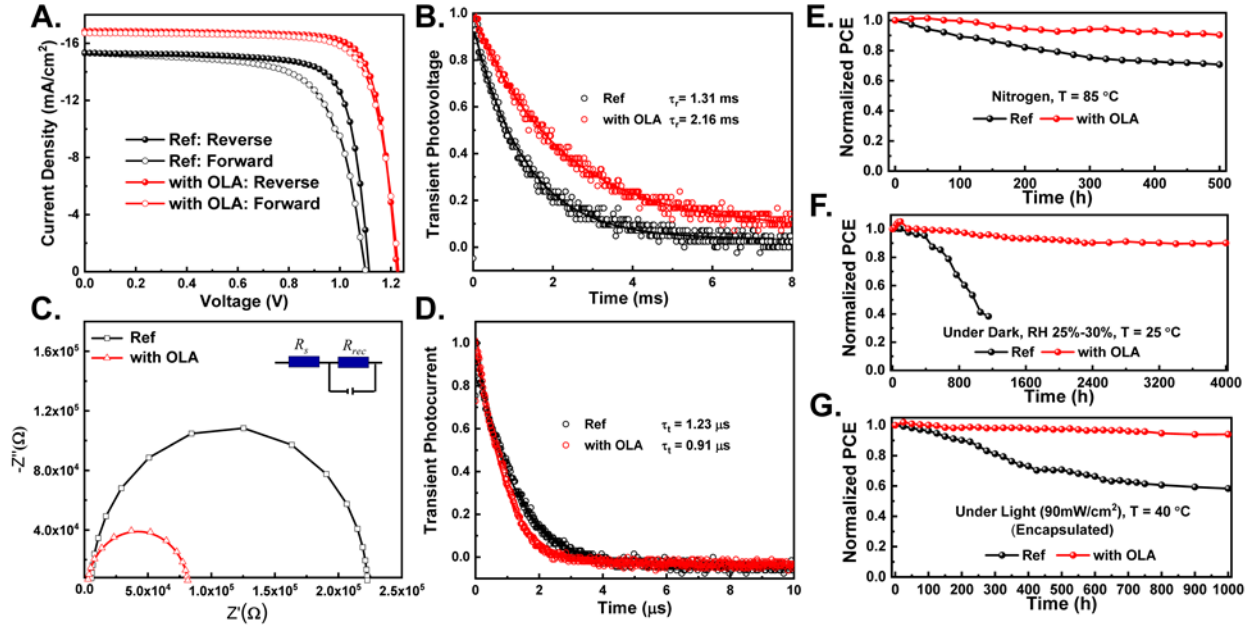 A.
Current Density (mA/cm²)
-16
-12
-8
-4
0
Ref: Reverse
Ref: Forward
with OLA: Reverse
with OLA: Forward
0.0 0.2 0.4 0.6 0.8 1.0 1.2
Voltage (V)
B.
Transient Photovoltage
1.0
0.8
0.6
0.4
0.2
0.0
Ref τr= 1.31 ms
with OLA τr= 2.16 ms
0 2 4 6 8
Time (ms)
C.
-Z''(Ω)
1.6x10⁵
1.2x10⁵
8.0x10⁴
4.0x10⁴
Ref
with OLA
Rs Rrec
0.0 5.0x10⁴ 1.0x10⁵ 1.5x10⁵ 2.0x10⁵ 2.5x10⁵
Z'(Ω)
D.
Transient Photocurrent
1.0
0.8
0.6
0.4
0.2
0.0
Ref τt = 1.23 μs
with OLA τt = 0.91 μs
0 2 4 6 8 10
Time (μs)
E.
Normalized PCE
1.0
0.8
0.6
0.4
0.2
0.0
Nitrogen, T = 85 °C
Ref with OLA
0 100 200 300 400 500
Time (h)
F.
Normalized PCE
1.0
0.8
0.6
0.4
0.2
0.0
Under Dark, RH 25%-30%, T = 25 °C
Ref with OLA
0 800 1600 2400 3200 4000
Time (h)
G.
Normalized PCE
1.0
0.8
0.6
0.4
0.2
0.0
Under Light (90mW/cm²), T = 40 °C
(Encapsulated)
Ref with OLA
0 100 200 300 400 500 600 700 800 900 1000
Time (h)